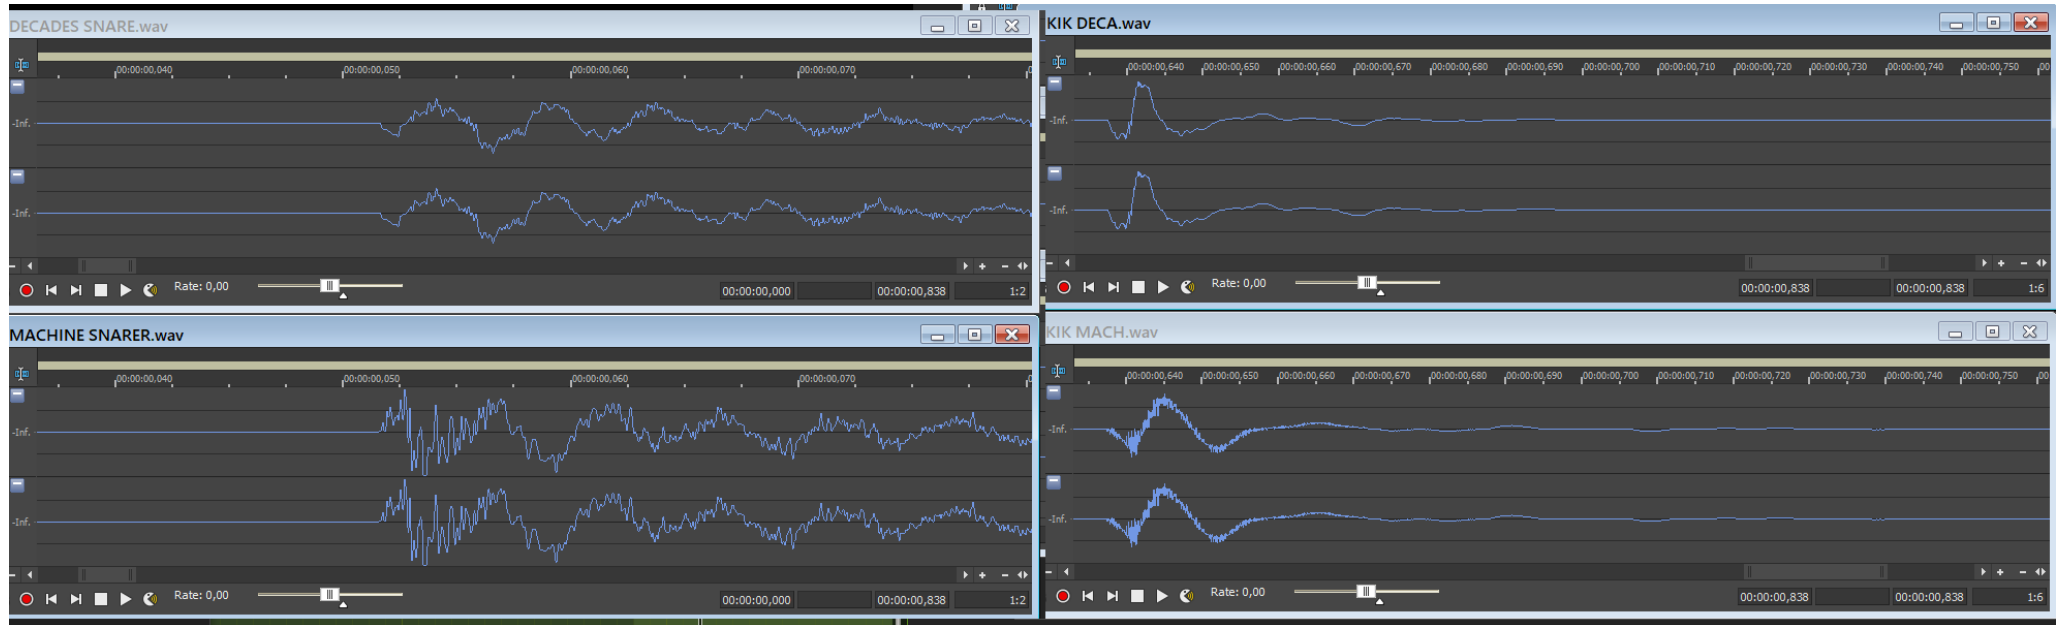 DECADES SNARE.wav
00:00:00,040 00:00:00,050 00:00:00,060 00:00:00,070
-Inf.
-Inf.
Rate: 0,00 00:00:00,000 00:00:00,838 1:2
MACHINE SNARER.wav
00:00:00,040 00:00:00,050 00:00:00,060 00:00:00,070
-Inf.
-Inf.
Rate: 0,00 00:00:00,000 00:00:00,838 1:2
KIK DECA.wav
00:00:00,640 00:00:00,650 00:00:00,660 00:00:00,670 00:00:00,680 00:00:00,690 00:00:00,700 00:00:00,710 00:00:00,720 00:00:00,730 00:00:00,740 00:00:00,750 00
-Inf.
-Inf.
Rate: 0,00 00:00:00,838 00:00:00,838 1:6
KIK MACH.wav
00:00:00,640 00:00:00,650 00:00:00,660 00:00:00,670 00:00:00,680 00:00:00,690 00:00:00,700 00:00:00,710 00:00:00,720 00:00:00,730 00:00:00,740 00:00:00,750 00
-Inf.
-Inf.
Rate: 0,00 00:00:00,838 00:00:00,838 1:6